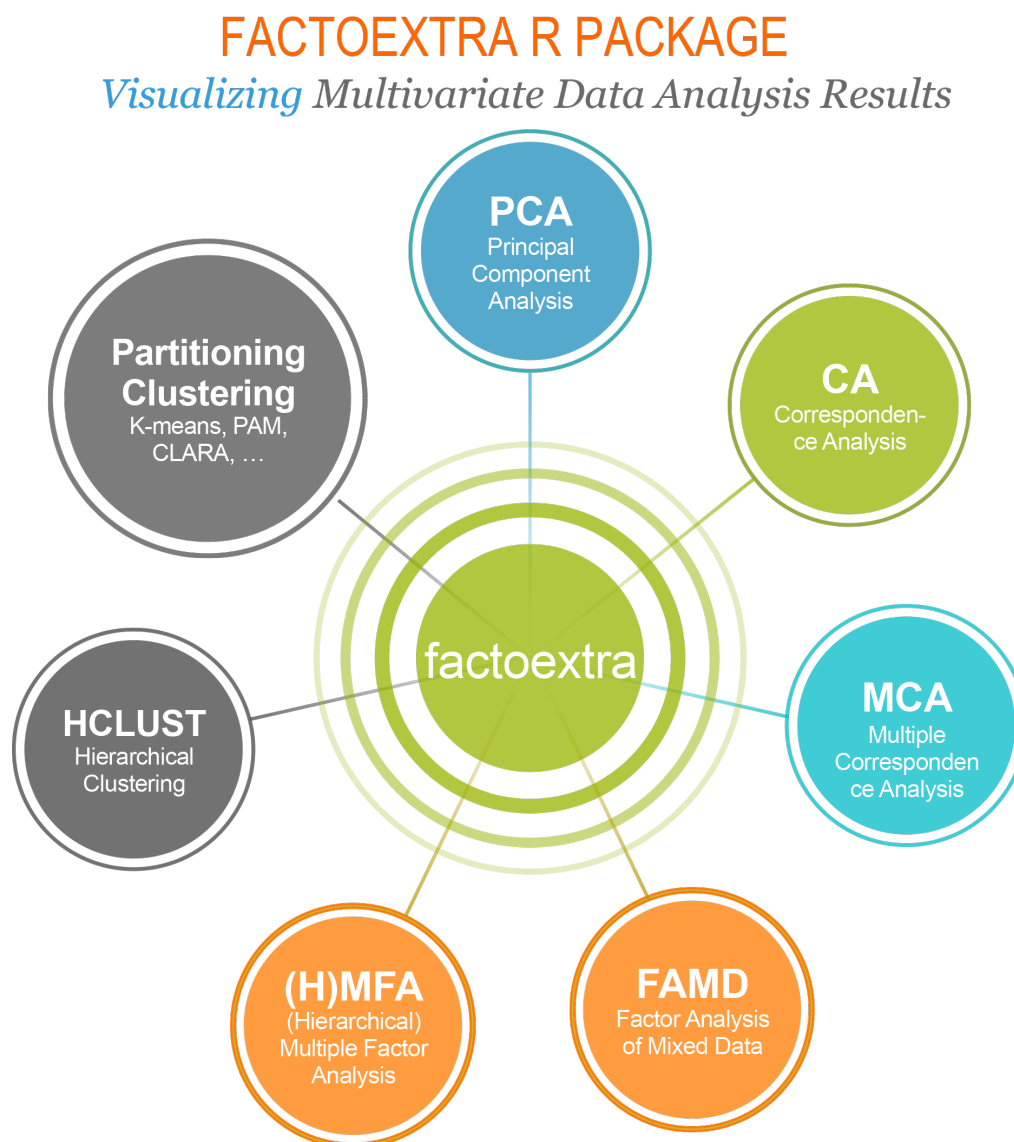 FACTOEXTRA R PACKAGE
Visualizing Multivariate Data Analysis Results
PCA
Principal
Component
Analysis
Partitioning
Clustering
K-means, PAM,
CLARA, …
CA
Corresponden-
ce Analysis
factoextra
MCA
Multiple
Corresponden
ce Analysis
HCLUST
Hierarchical
Clustering
(H)MFA
(Hierarchical)
Multiple Factor
Analysis
FAMD
Factor Analysis
of Mixed Data